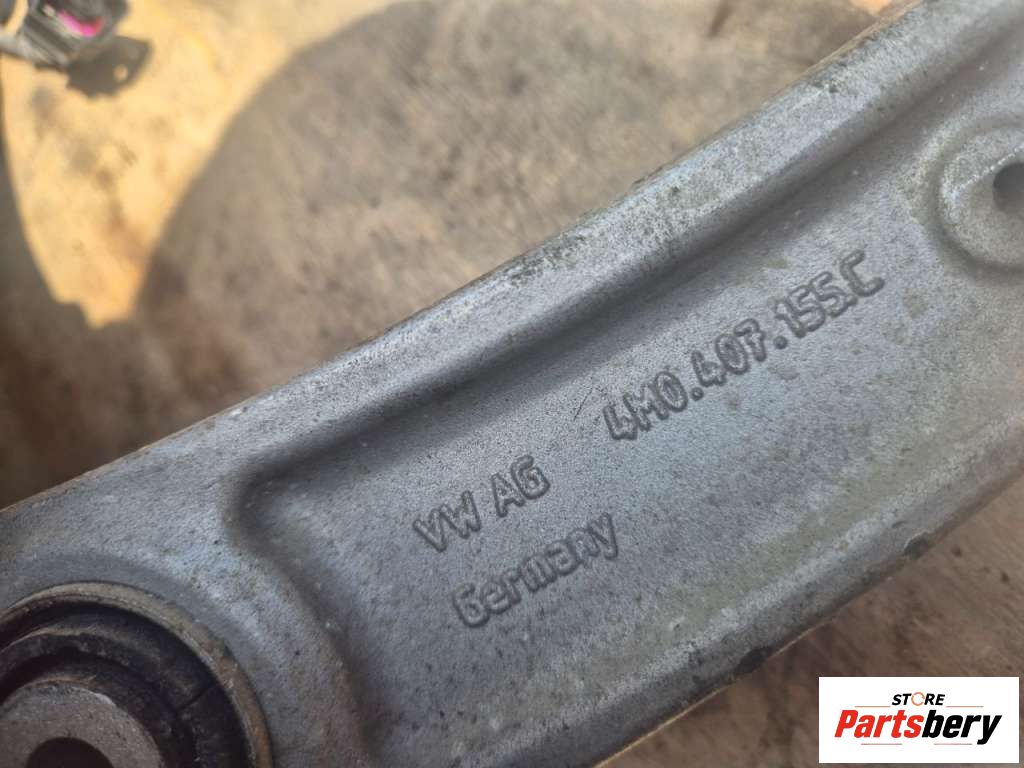 4M0.407.155.C
VW AG
Germany
STORE
Partsbery